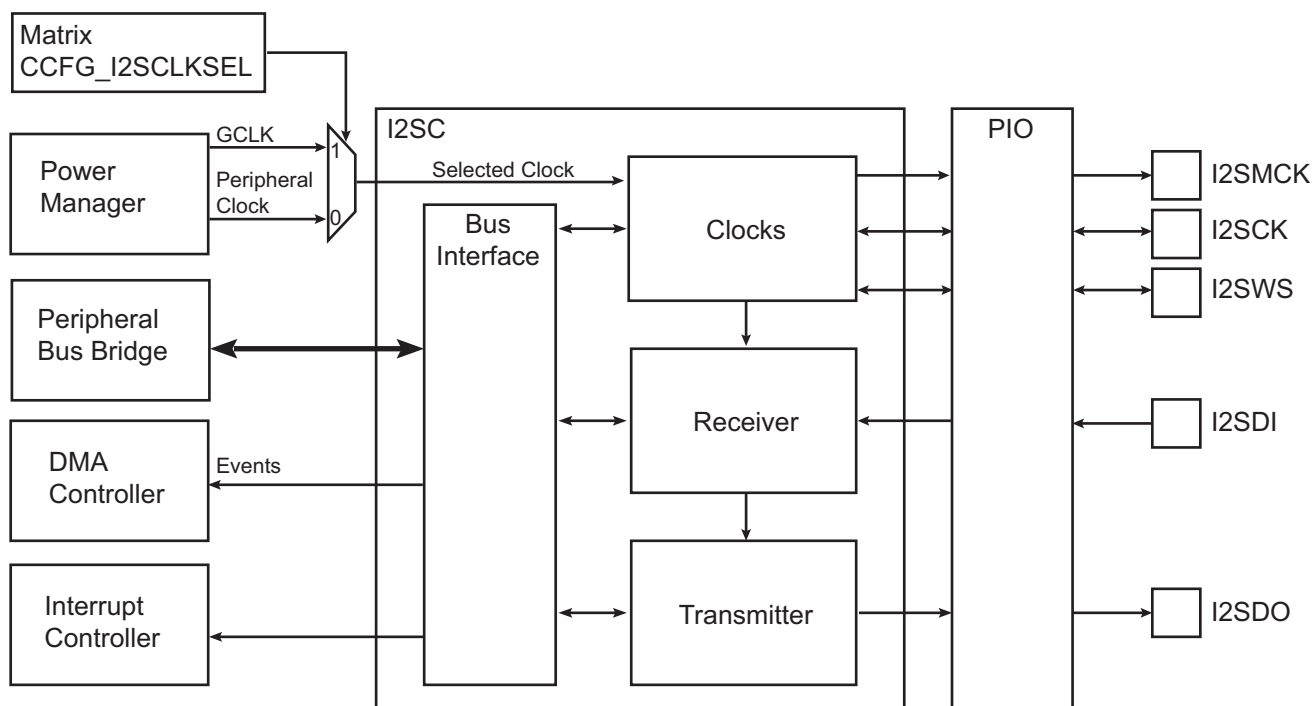 Matrix
CCFG_I2SCLKSEL
Power
Manager
GCLK
Peripheral
Clock
1
0
I2SC
Selected Clock
Bus
Interface
Clocks
PIO
I2SMCK
I2SCK
I2SWS
Peripheral
Bus Bridge
Receiver
I2SDI
DMA
Controller
Events
Interrupt
Controller
Transmitter
I2SDO